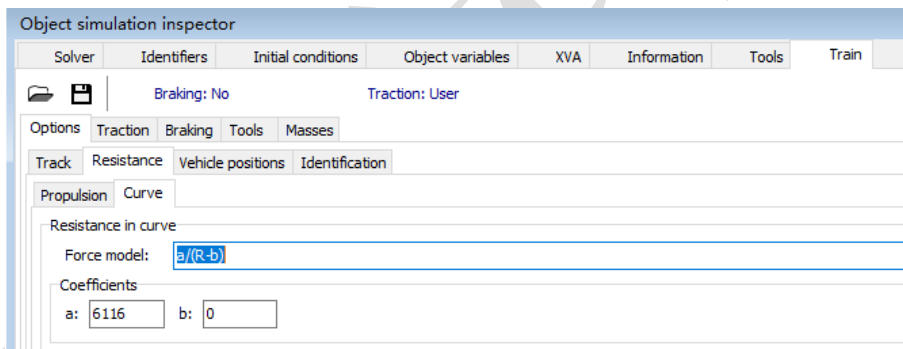 Object simulation inspector
Solver Identifiers Initial conditions Object variables XVA Information Tools Train
Braking: No Traction: User
Options Traction Braking Tools Masses
Track Resistance Vehicle positions Identification
Propulsion Curve
Resistance in curve
Force model: a/(R-b)
Coefficients
a: 6116 b: 0